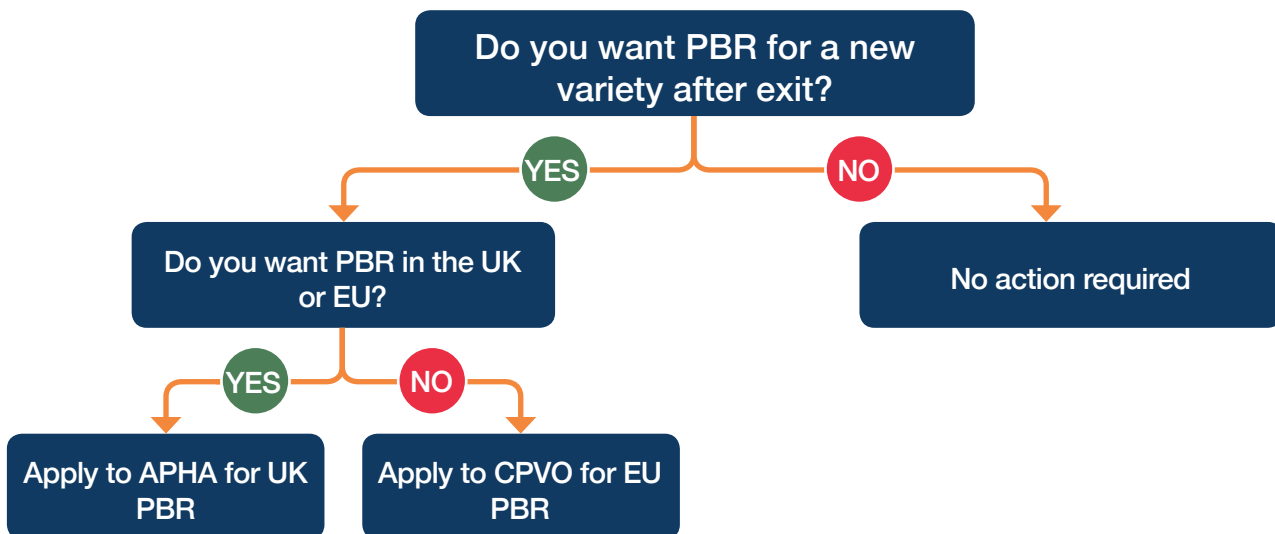 Do you want PBR for a new
variety after exit?
YES
NO
Do you want PBR in the UK
or EU?
No action required
YES
NO
Apply to APHA for UK
PBR
Apply to CPVO for EU
PBR